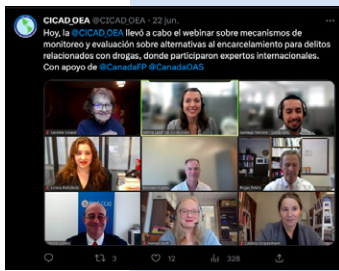 CICAD_OEA @CICAD_OEA · 22 jun.
Hoy, la @CICAD_OEA llevó a cabo el webinar sobre mecanismos de
monitoreo y evaluación sobre alternativas al encarcelamiento para delitos
relacionados con drogas, donde participaron expertos internacionales.
Con apoyo de @CanadaFP @CanadaOAS
3 12 328